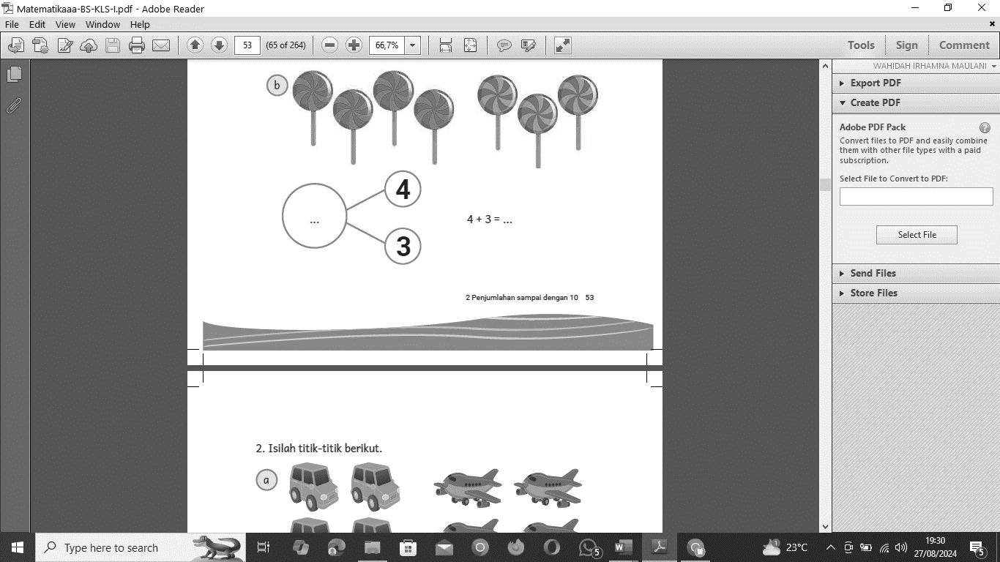 Matematikaaa-BS-KLS-I.pdf - Adobe Reader
File Edit View Window Help
53 (65 of 264) 66,7% Tools Sign Comment
WAHIDAH IRHAMNA MAULANI
Export PDF
Create PDF
Adobe PDF Pack
Convert files to PDF and easily combine
them with other file types with a paid
subscription.
Select File to Convert to PDF:
Select File
Send Files
Store Files
b
4
...
3
4 + 3 = ...
2 Penjumlahan sampai dengan 10 53
2. Isilah titik-titik berikut.
a
Type here to search
5
1
23°C
19:30
27/08/2024
5